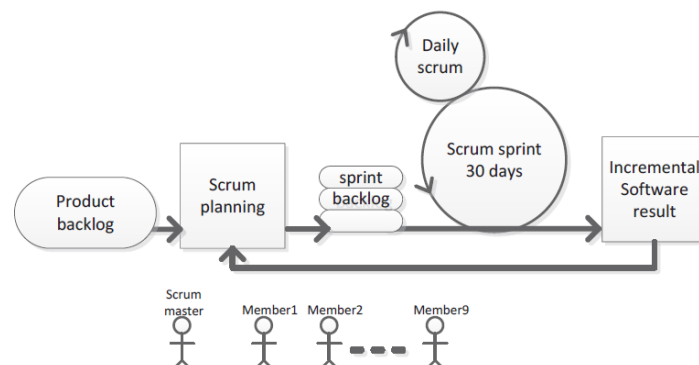 Daily
scrum
Scrum sprint
30 days
Incremental
Software
result
Scrum
planning
sprint
backlog
Product
backlog
Scrum
master
Member1
Member2
Member9